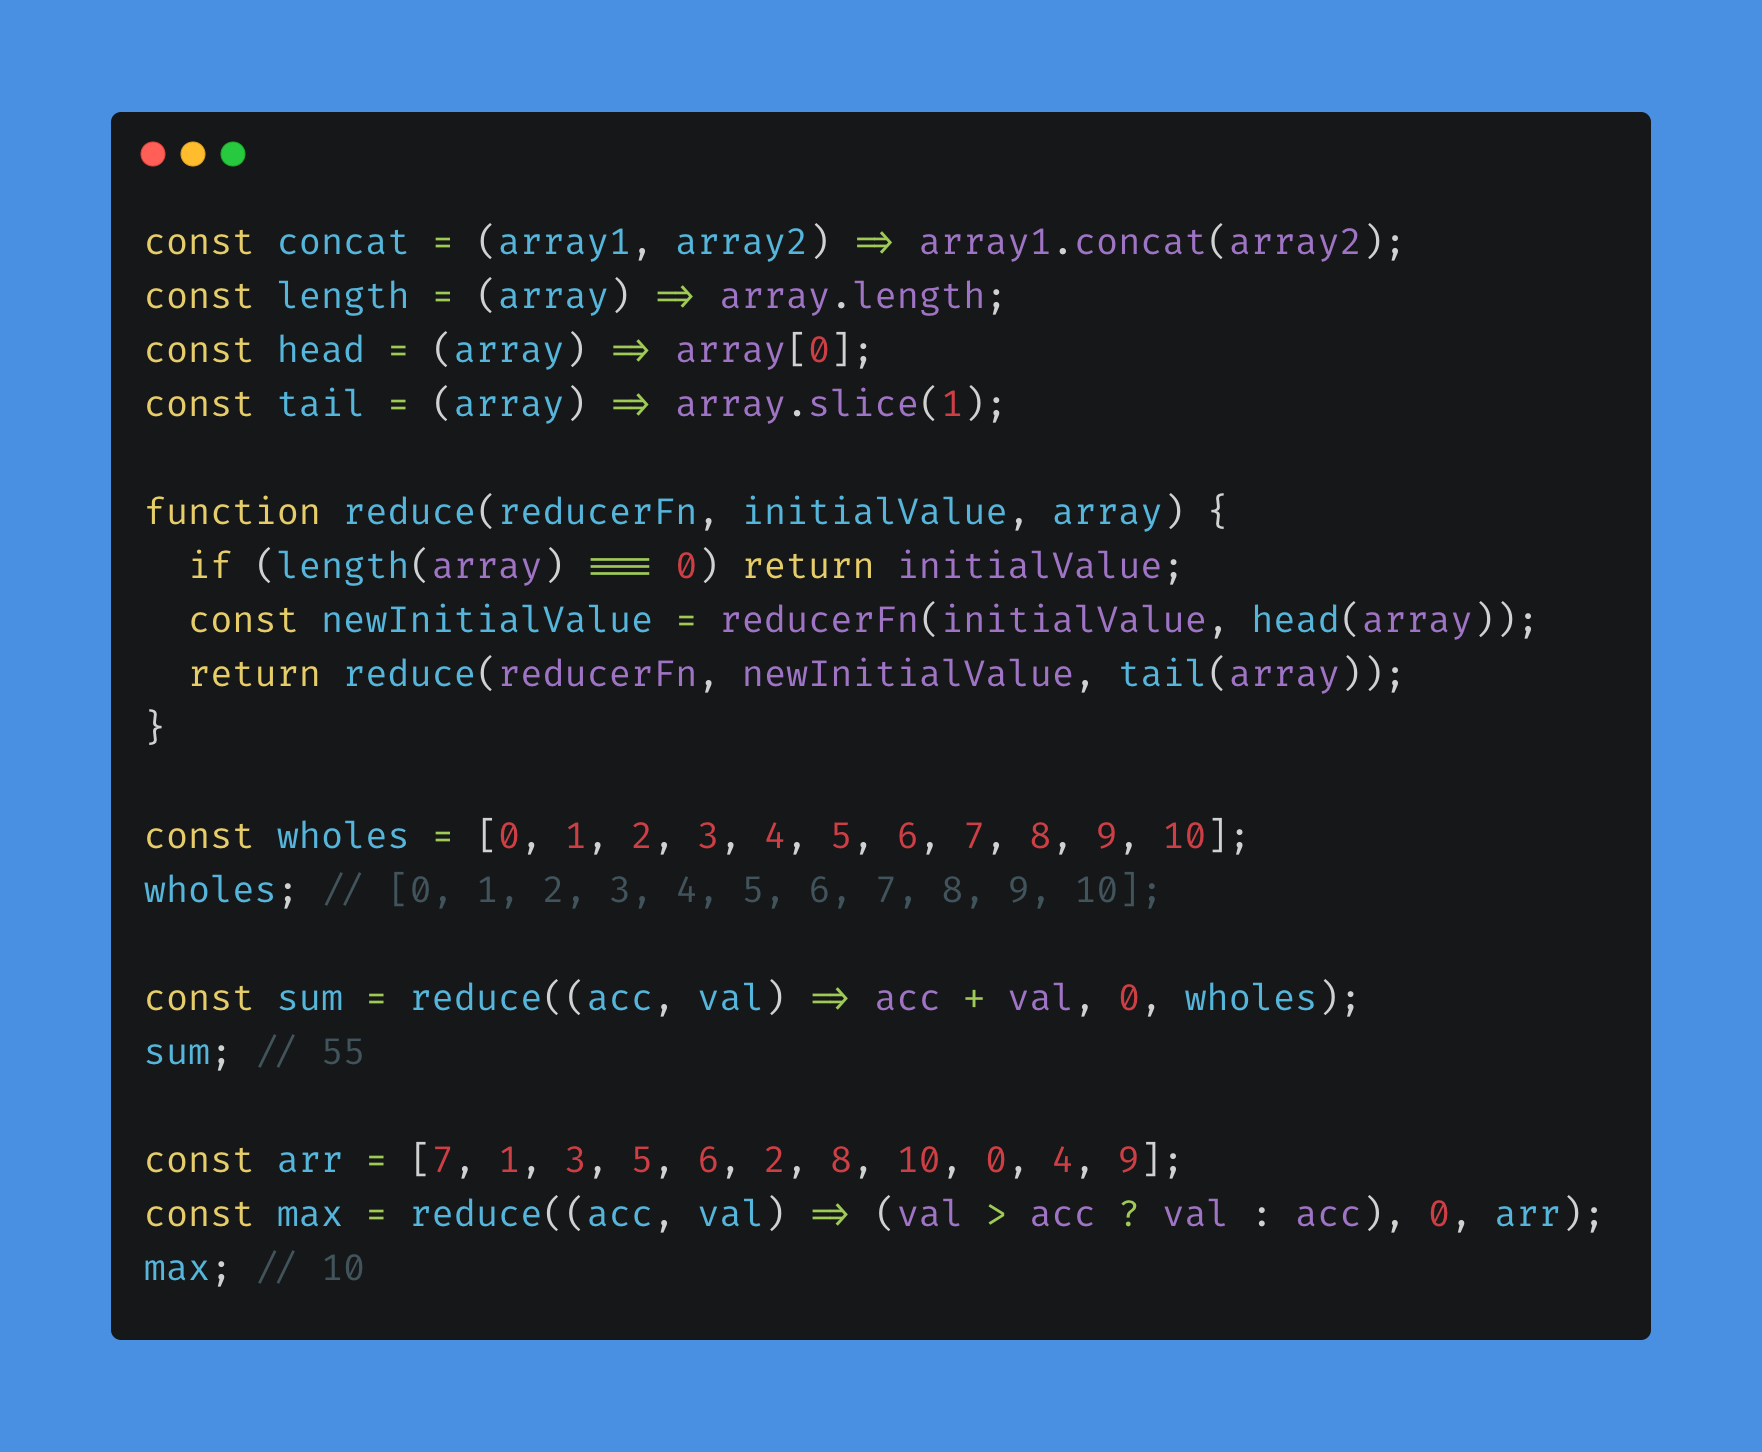 const concat = (array1, array2) => array1.concat(array2);
const length = (array) => array.length;
const head = (array) => array[0];
const tail = (array) => array.slice(1);
function reduce(reducerFn, initialValue, array) {
  if (length(array) === 0) return initialValue;
  const newInitialValue = reducerFn(initialValue, head(array));
  return reduce(reducerFn, newInitialValue, tail(array));
}
const wholes = [0, 1, 2, 3, 4, 5, 6, 7, 8, 9, 10];
wholes; // [0, 1, 2, 3, 4, 5, 6, 7, 8, 9, 10];
const sum = reduce((acc, val) => acc + val, 0, wholes);
sum; // 55
const arr = [7, 1, 3, 5, 6, 2, 8, 10, 0, 4, 9];
const max = reduce((acc, val) => (val > acc ? val : acc), 0, arr);
max; // 10